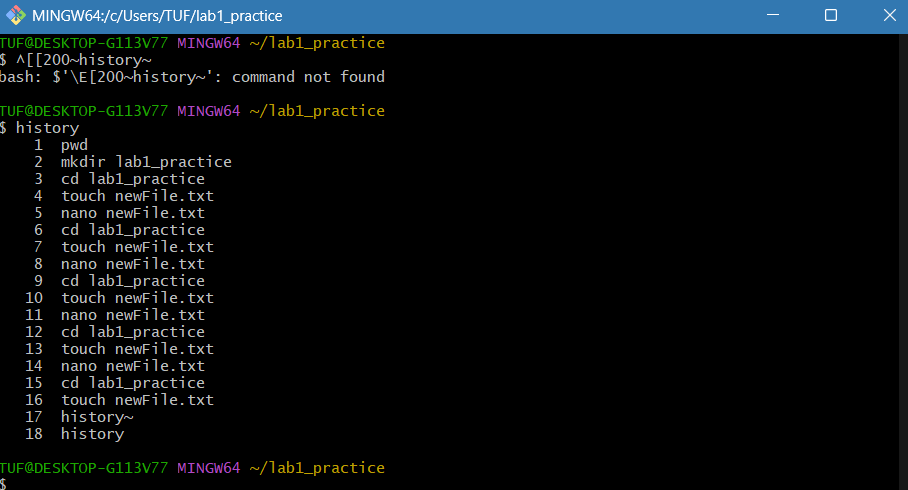 MINGW64:/c/Users/TUF/lab1_practice
TUF@DESKTOP-G113V77 MINGW64 ~/lab1_practice
$ ^[[200~history~
bash: $'\E[200~history~': command not found
TUF@DESKTOP-G113V77 MINGW64 ~/lab1_practice
$ history
1 pwd
2 mkdir lab1_practice
3 cd lab1_practice
4 touch newFile.txt
5 nano newFile.txt
6 cd lab1_practice
7 touch newFile.txt
8 nano newFile.txt
9 cd lab1_practice
10 touch newFile.txt
11 nano newFile.txt
12 cd lab1_practice
13 touch newFile.txt
14 nano newFile.txt
15 cd lab1_practice
16 touch newFile.txt
17 history~
18 history
TUF@DESKTOP-G113V77 MINGW64 ~/lab1_practice
$